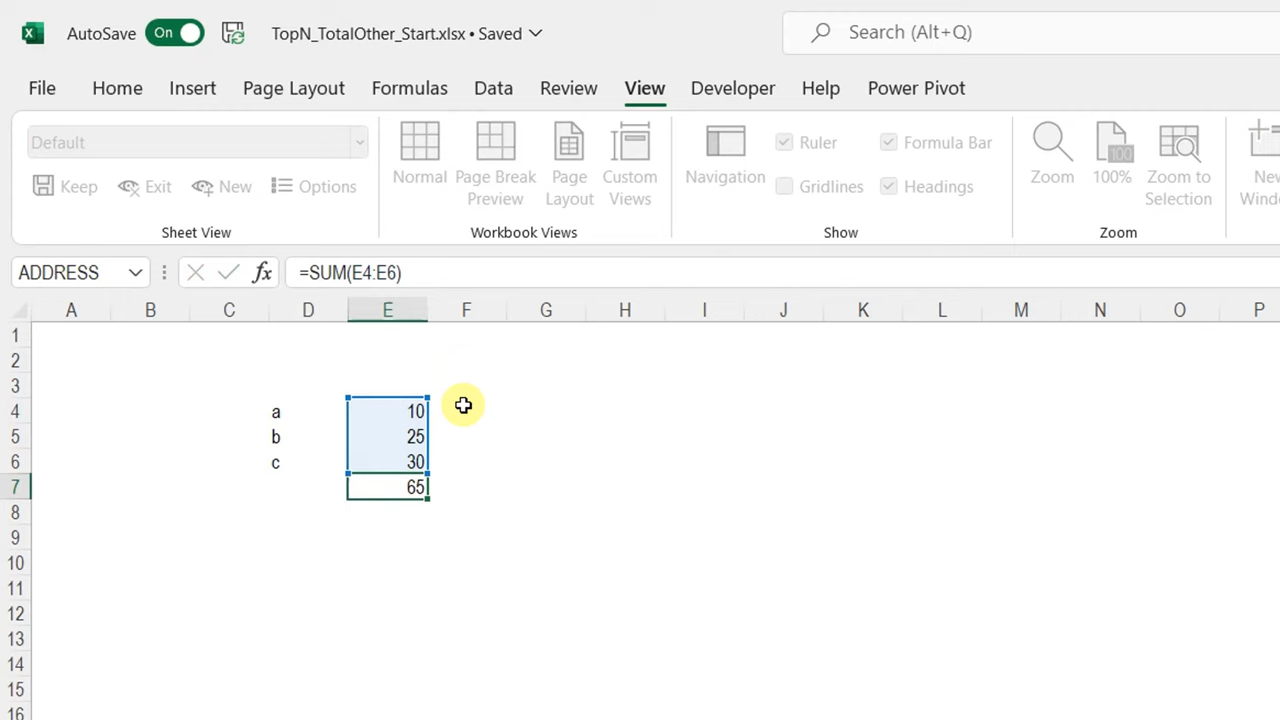 AutoSave On TopN_TotalOther_Start.xlsx • Saved Search (Alt+Q)
File Home Insert Page Layout Formulas Data Review View Developer Help Power Pivot
Default
Keep Exit New Options
Sheet View
Normal
Page Break
Preview
Page
Layout
Custom
Views
Workbook Views
Navigation
Ruler Formula Bar
Gridlines Headings
Show
Zoom
100
100%
Zoom to
Selection
Zoom
New
ADDRESS fx =SUM(E4:E6)
A B C D E F G H I J K L M N O P
1
2
3
4 a 10
5 b 25
6 c 30
7 65
8
9
10
11
12
13
14
15
16